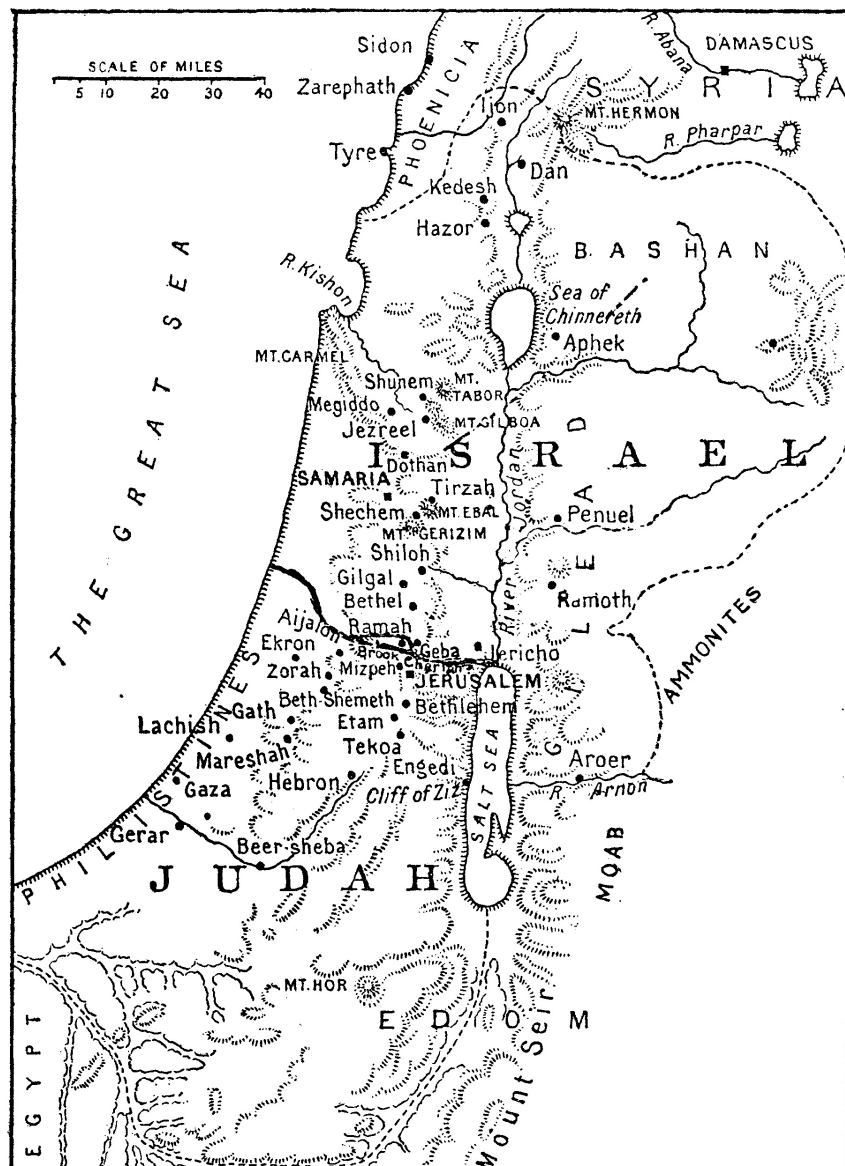 Sidon
SCALE OF MILES
5 10 20 30 40
Zarephath
Tyre
PHOENICIA
Ijon
R. Abana
DAMASCUS
SYRIA
MT. HERMON
R. Pharpar
Dan
Kedesh
Hazor
BASHAN
R. Kishon
Sea of
Chinnereth
Aphek
THE GREAT SEA
MT. CARMEL
Shunem
MT.
TABOR
Megiddo
Jezreel
MT. GILBOA
ISRAEL
Dothan
SAMARIA
Tirzah
Shechem
MT. EBAL
MT. GERIZIM
River Jordan
Penuel
GILEAD
Shiloh
Gilgal
Bethel
Ramoth
AMMONITES
Aijalon
Ramah
Geba
Jericho
Ekron
Brook Cherith
Mizpeh
Zorah
JERUSALEM
Beth-Shemeth
Bethlehem
Gath
Etam
Lachish
Tekoa
Mareshah
Engedi
SALT SEA
Aroer
Hebron
Cliff of Ziz
R. Arnon
Gaza
PHILISTINES
Gerar
Beer-sheba
MOAB
JUDAH
MT. HOR
EDOM
Mount Seir
EGYPT